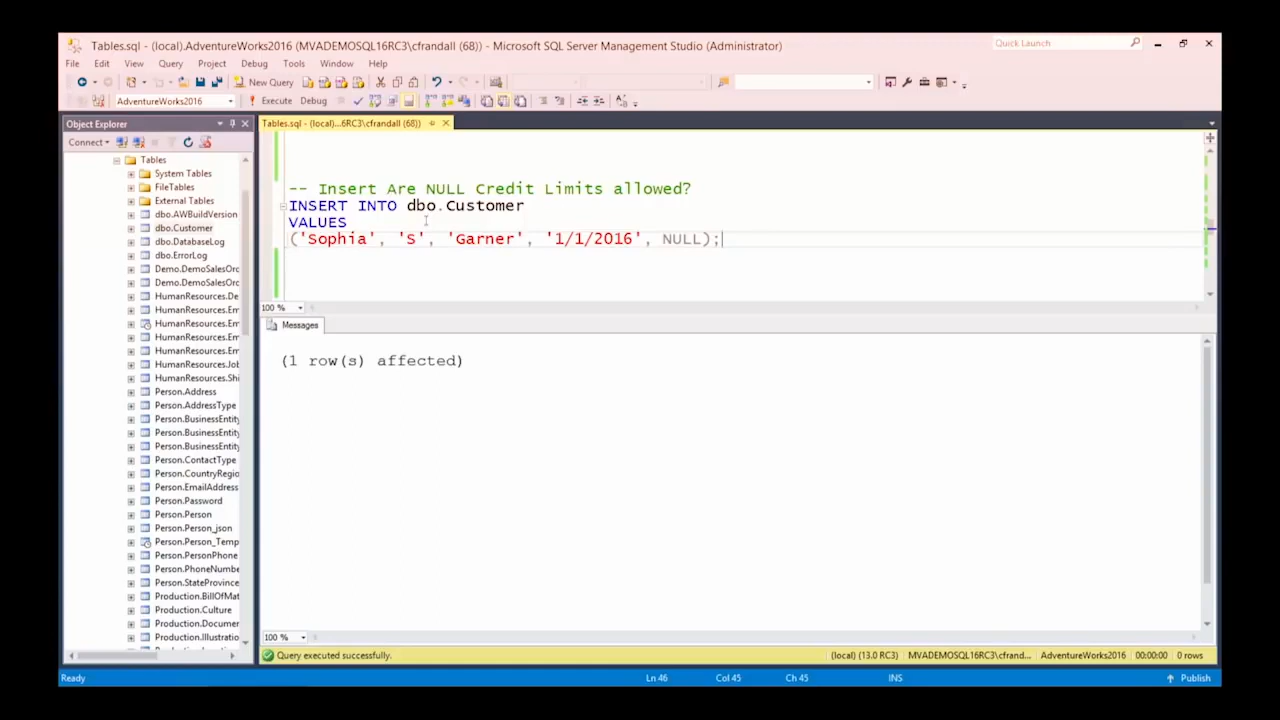 Tables.sql - (local).AdventureWorks2016 (MVADEMOSQL16RC3\cfrandall (68)) - Microsoft SQL Server Management Studio (Administrator)
Quick Launch
File Edit View Query Project Debug Tools Window Help
New Query
AdventureWorks2016
Execute Debug
Object Explorer
Tables.sql - (local)...6RC3\cfrandall (68))
Connect
Tables
System Tables
FileTables
External Tables
dbo.AWBuildVersion
dbo.Customer
dbo.DatabaseLog
dbo.ErrorLog
Demo.DemoSalesOrc
Demo.DemoSalesOrc
HumanResources.De
HumanResources.Em
HumanResources.Em
HumanResources.Em
HumanResources.Em
HumanResources.Job
HumanResources.Shi
Person.Address
Person.AddressType
Person.BusinessEntity
Person.BusinessEntity
Person.BusinessEntity
Person.ContactType
Person.CountryRegio
Person.EmailAddress
Person.Password
Person.Person
Person.Person_json
Person.Person_Temp
Person.PersonPhone
Person.PhoneNumbe
Person.StateProvince
Production.BillOfMat
Production.Culture
Production.Documen
Production.Illustratio
-- Insert Are NULL Credit Limits allowed?
INSERT INTO dbo.Customer
VALUES
('Sophia', 'S', 'Garner', '1/1/2016', NULL);
100 %
Messages
(1 row(s) affected)
100 %
Query executed successfully.
(local) (13.0 RC3) MVADEMOSQL16RC3\cfrand... AdventureWorks2016 00:00:00 0 rows
Ready Ln 46 Col 45 Ch 45 INS Publish